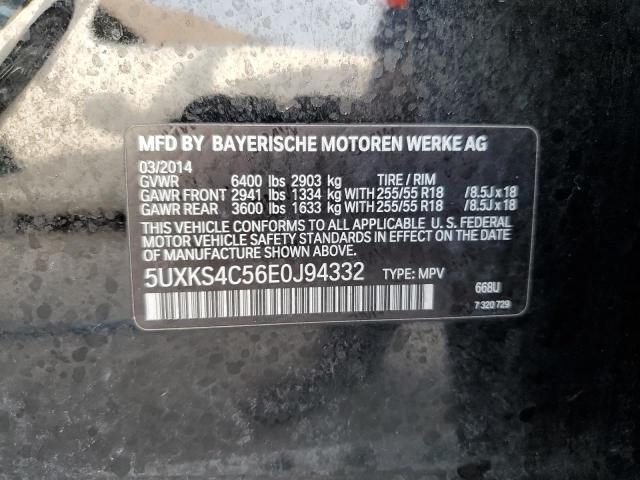 MFD BY BAYERISCHE MOTOREN WERKE AG
03/2014
GVWR 6400 lbs 2903 kg TIRE / RIM
GAWR FRONT 2941 lbs 1334 kg WITH 255/55 R18 /8.5J x 18
GAWR REAR 3600 lbs 1633 kg WITH 255/55 R18 /8.5J x 18
THIS VEHICLE CONFORMS TO ALL APPLICABLE U. S. FEDERAL
MOTOR VEHICLE SAFETY STANDARDS IN EFFECT ON THE DATE
OF MANUFACTURE SHOWN ABOVE.
5UXKS4C56E0J94332 TYPE: MPV
668U
7 320 729